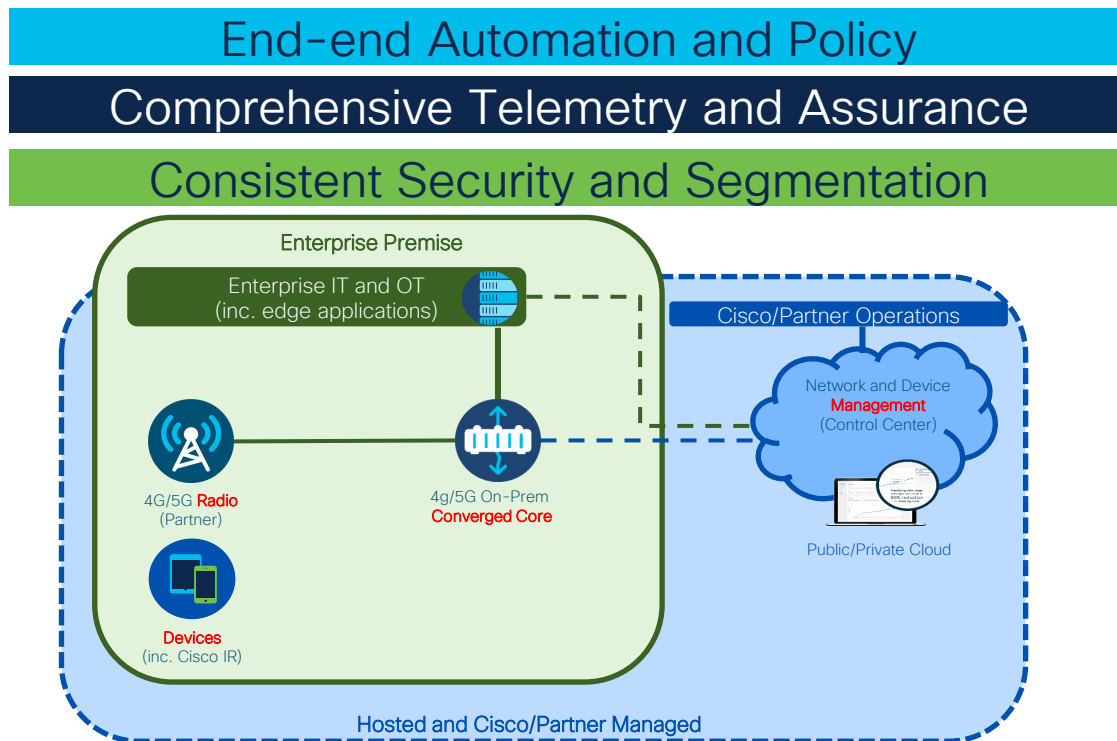 End-end Automation and Policy
Comprehensive Telemetry and Assurance
Consistent Security and Segmentation
Enterprise Premise
Enterprise IT and OT
(inc. edge applications)
Cisco/Partner Operations
Network and Device
Management
(Control Center)
4G/5G Radio
(Partner)
4g/5G On-Prem
Converged Core
60% reduction
Public/Private Cloud
Devices
(inc. Cisco IR)
Hosted and Cisco/Partner Managed